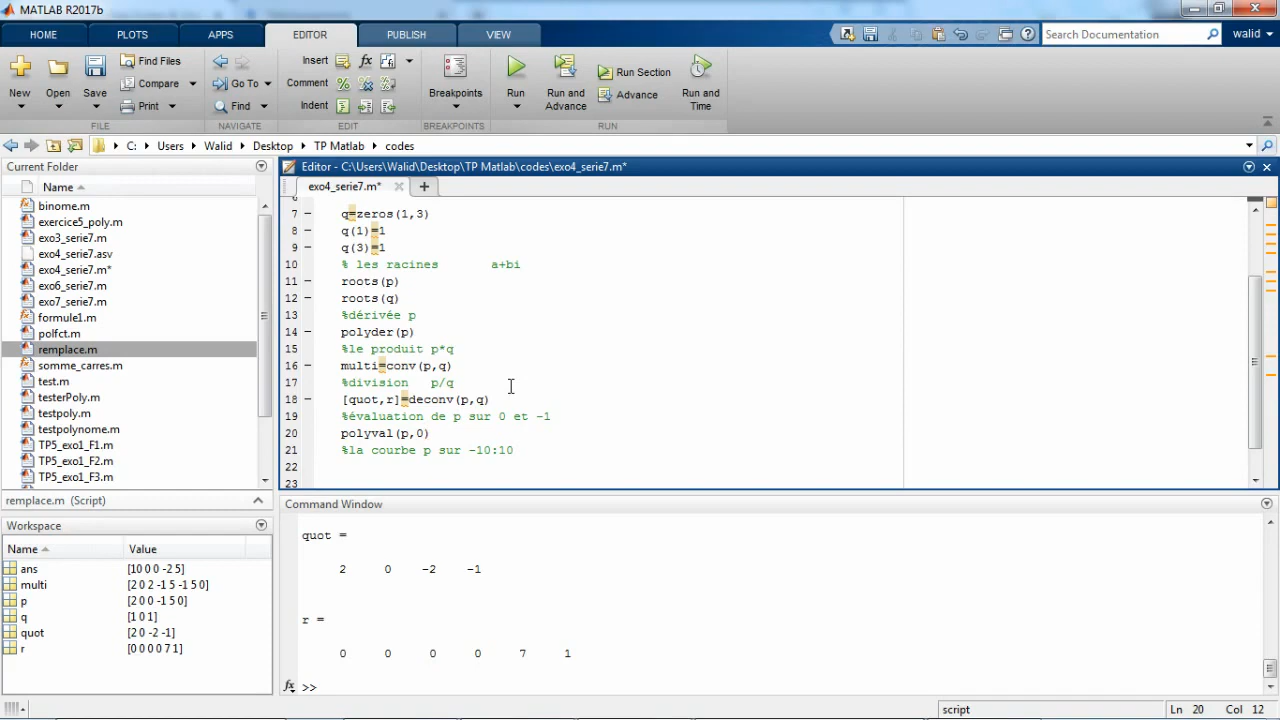 MATLAB R2017b
HOME PLOTS APPS EDITOR PUBLISH VIEW Search Documentation walid
New Open Save Find Files Compare Print Go To Find Insert Comment Indent Breakpoints Run Run and Advance Run Section Advance Run and Time
FILE NAVIGATE EDIT BREAKPOINTS RUN
C: Users Walid Desktop TP Matlab codes
Current Folder
Name
binome.m
exercice5_poly.m
exo3_serie7.m
exo4_serie7.asv
exo4_serie7.m*
exo6_serie7.m
exo7_serie7.m
formule1.m
polfct.m
remplace.m
somme_carres.m
test.m
testerPoly.m
testpoly.m
testpolynome.m
TP5_exo1_F1.m
TP5_exo1_F2.m
TP5_exo1_F3.m
remplace.m (Script)
Workspace
Name Value
ans [10 0 0 -2 5]
multi [2 0 2 -1 5 -1 5 0]
p [2 0 0 -1 5 0]
q [1 0 1]
quot [2 0 -2 -1]
r [0 0 0 0 7 1]
Editor - C:\Users\Walid\Desktop\TP Matlab\codes\exo4_serie7.m*
exo4_serie7.m*
7 – q=zeros(1,3)
8 – q(1)=1
9 – q(3)=1
10 % les racines a+bi
11 – roots(p)
12 – roots(q)
13 %dérivée p
14 – polyder(p)
15 %le produit p*q
16 – multi=conv(p,q)
17 %division p/q
18 – [quot,r]=deconv(p,q)
19 %évaluation de p sur 0 et -1
20 – polyval(p,0)
21 %la courbe p sur -10:10
22
23
Command Window
quot =
2 0 -2 -1
r =
0 0 0 0 7 1
fx >>
script Ln 20 Col 12